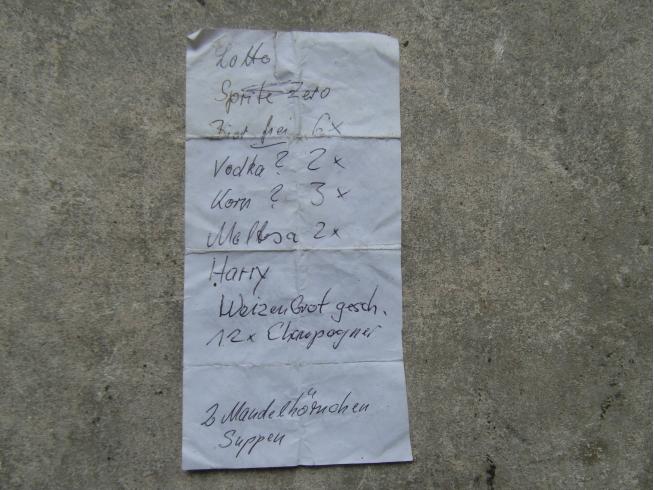 Lotto
Sprite Zero
Bier frei 6x
Vodka ? 2x
Korn ? 3x
Maltesa 2x
Harry
Weizenbrot gesch.
12x Champagner
2 Mandelhörnchen
Suppen